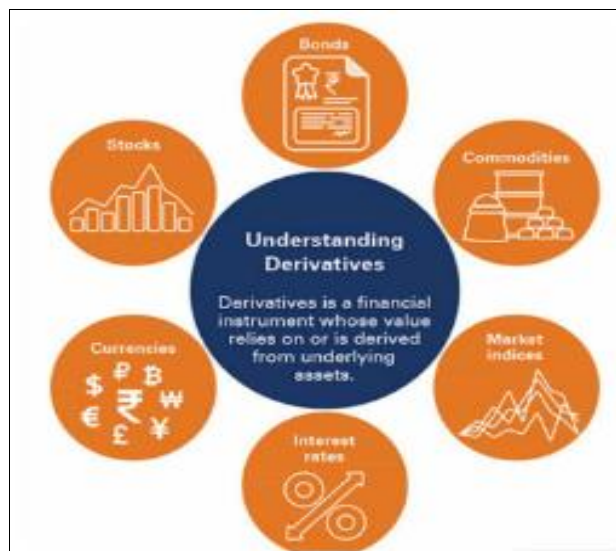 Bonds
₹
Stocks
Commodities
Understanding
Derivatives
Derivatives is a financial
instrument whose value
relies on or is derived
from underlying
assets.
Currencies
$ ₽ ₿
€ ₹ ₩
£ ¥
Market
indices
Interest
rates
%